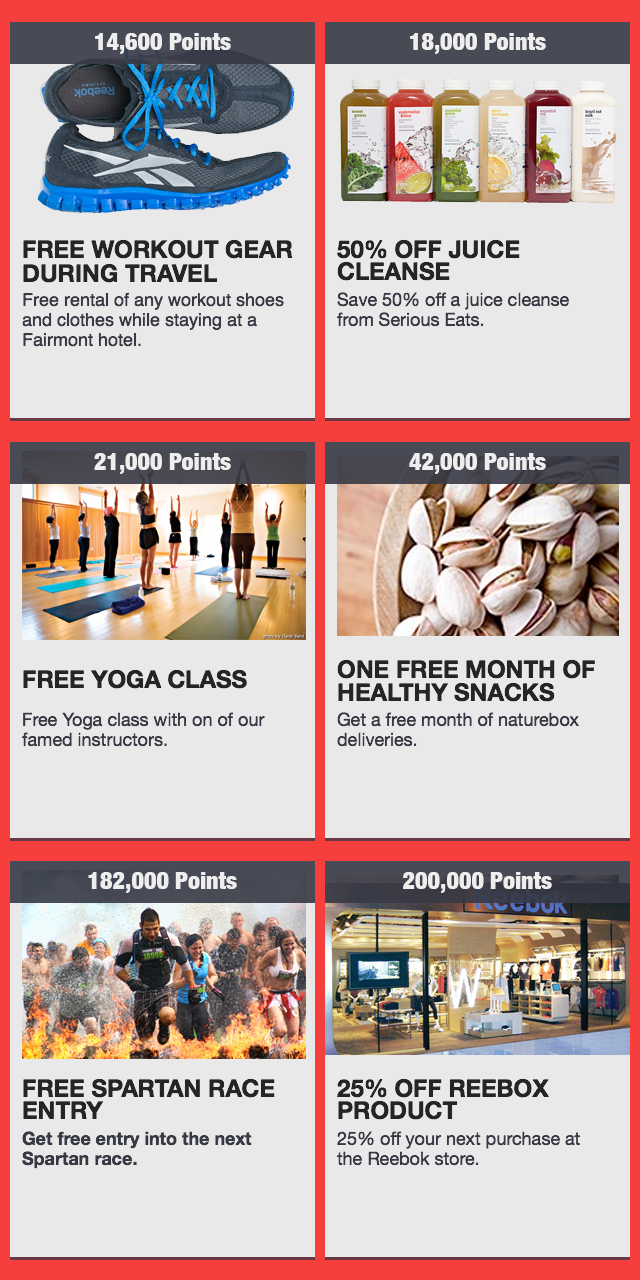 14,600 Points
Reebok
FREE WORKOUT GEAR
DURING TRAVEL
Free rental of any workout shoes
and clothes while staying at a
Fairmont hotel.
18,000 Points
50% OFF JUICE
CLEANSE
Save 50% off a juice cleanse
from Serious Eats.
21,000 Points
FREE YOGA CLASS
Free Yoga class with on of our
famed instructors.
42,000 Points
ONE FREE MONTH OF
HEALTHY SNACKS
Get a free month of naturebox
deliveries.
182,000 Points
FREE SPARTAN RACE
ENTRY
Get free entry into the next
Spartan race.
200,000 Points
Reebok
W
25% OFF REEBOX
PRODUCT
25% off your next purchase at
the Reebok store.